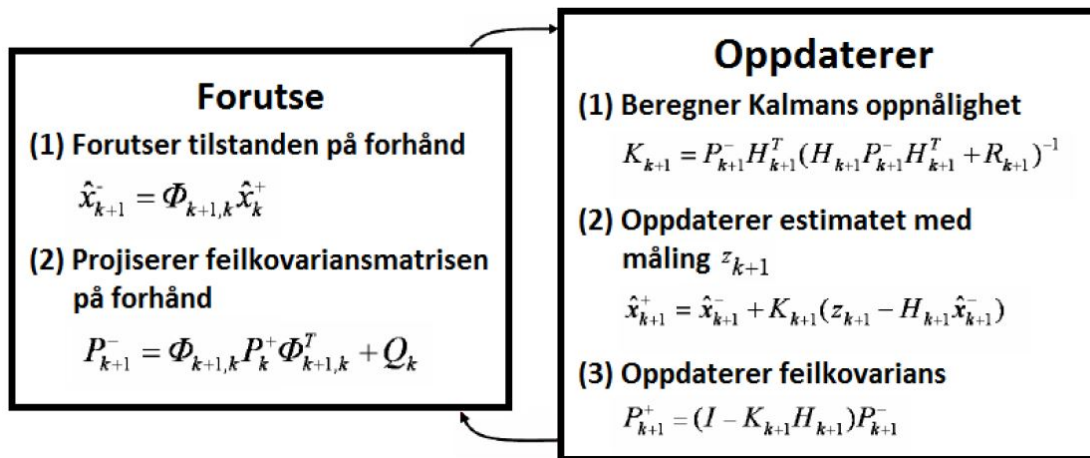 Forutse
(1) Forutser tilstanden på forhånd
x̂⁻ₖ₊₁ = Φₖ₊₁,ₖ x̂⁺ₖ
(2) Projiserer feilkovariansmatrisen
på forhånd
P⁻ₖ₊₁ = Φₖ₊₁,ₖ P⁺ₖ Φᵀₖ₊₁,ₖ + Qₖ
Oppdaterer
(1) Beregner Kalmans oppnålighet
Kₖ₊₁ = P⁻ₖ₊₁ Hᵀₖ₊₁ (Hₖ₊₁ P⁻ₖ₊₁ Hᵀₖ₊₁ + Rₖ₊₁)⁻¹
(2) Oppdaterer estimatet med
måling zₖ₊₁
x̂⁺ₖ₊₁ = x̂⁻ₖ₊₁ + Kₖ₊₁ (zₖ₊₁ − Hₖ₊₁ x̂⁻ₖ₊₁)
(3) Oppdaterer feilkovarians
P⁺ₖ₊₁ = (I − Kₖ₊₁ Hₖ₊₁) P⁻ₖ₊₁